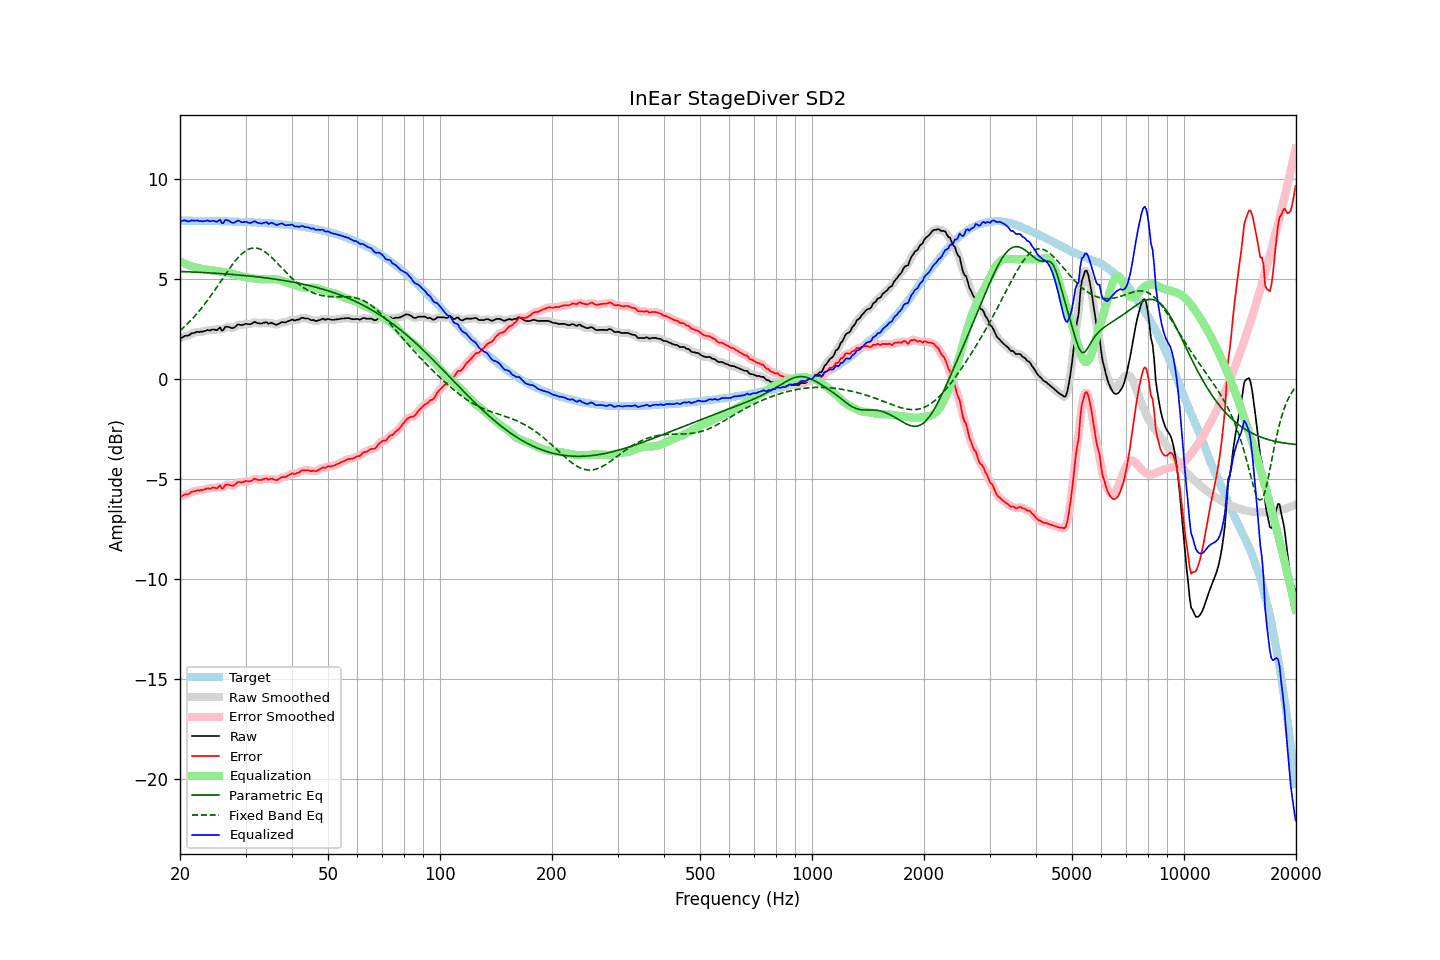 InEar StageDiver SD2
Amplitude (dBr)
10
5
0
−5
−10
−15
−20
Target
Raw Smoothed
Error Smoothed
Raw
Error
Equalization
Parametric Eq
Fixed Band Eq
Equalized
20 50 100 200 500 1000 2000 5000 10000 20000
Frequency (Hz)